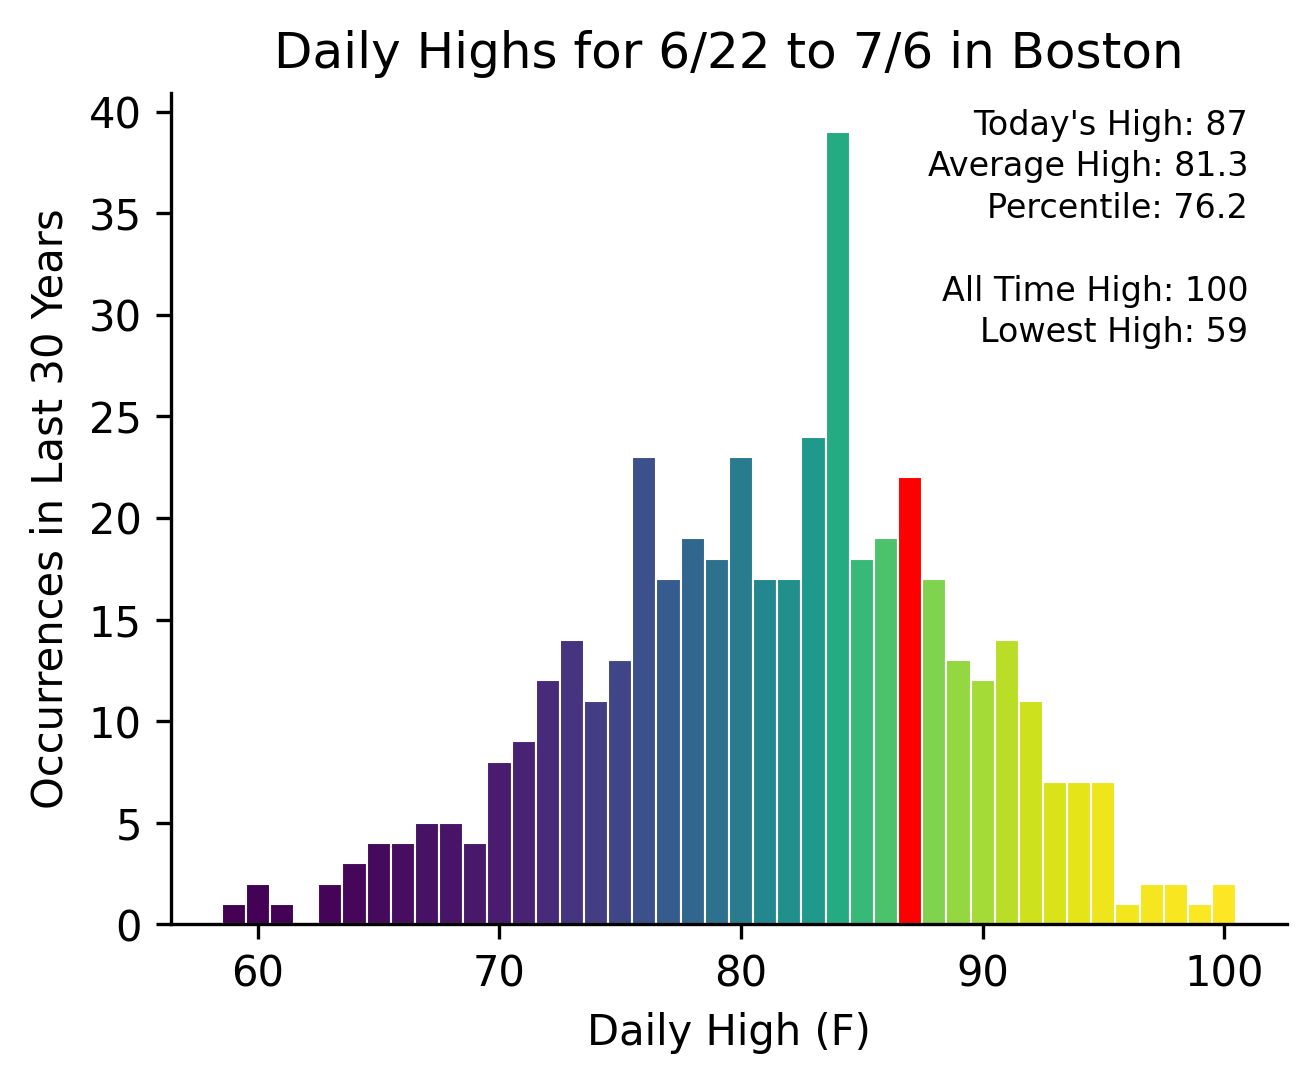 Daily Highs for 6/22 to 7/6 in Boston
Today's High: 87
Average High: 81.3
Percentile: 76.2
All Time High: 100
Lowest High: 59
Occurrences in Last 30 Years
40
35
30
25
20
15
10
5
0
60 70 80 90 100
Daily High (F)